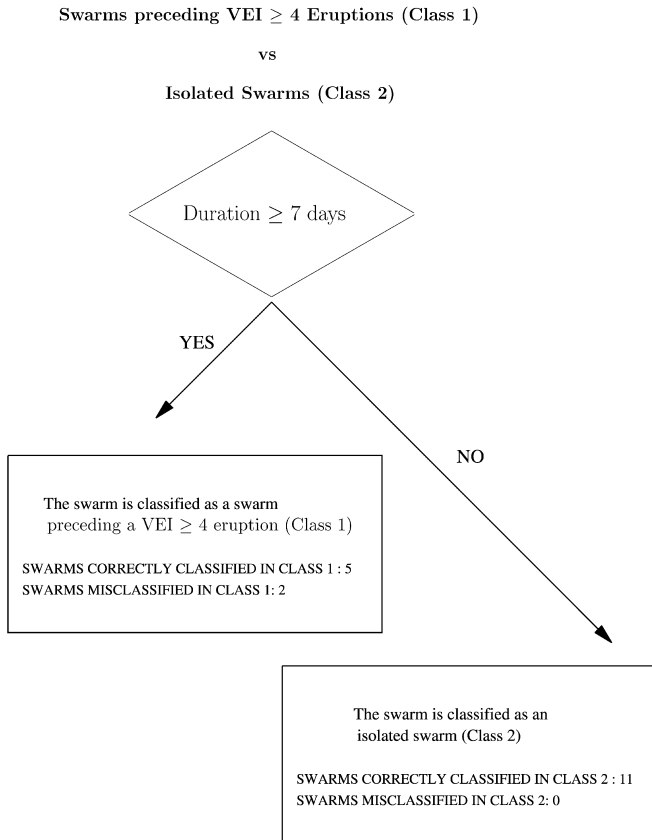 Swarms preceding VEI ≥ 4 Eruptions (Class 1)
vs
Isolated Swarms (Class 2)
Duration ≥ 7 days
YES
NO
The swarm is classified as a swarm
preceding a VEI ≥ 4 eruption (Class 1)
SWARMS CORRECTLY CLASSIFIED IN CLASS 1 : 5
SWARMS MISCLASSIFIED IN CLASS 1: 2
The swarm is classified as an
isolated swarm (Class 2)
SWARMS CORRECTLY CLASSIFIED IN CLASS 2 : 11
SWARMS MISCLASSIFIED IN CLASS 2: 0